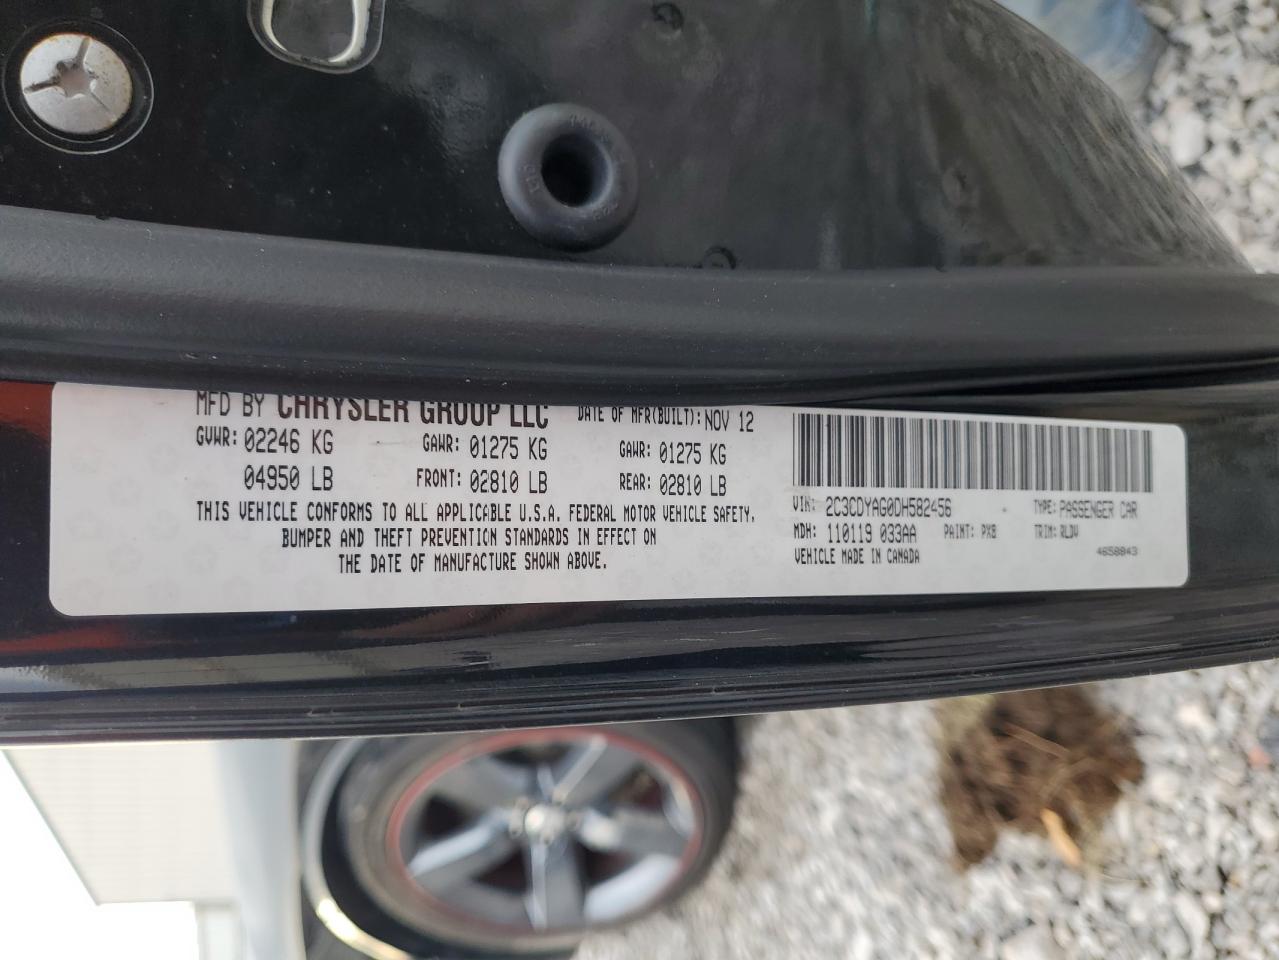 MFD BY CHRYSLER GROUP LLC DATE OF MFR(BUILT): NOV 12
GVWR: 02246 KG GAWR: 01275 KG GAWR: 01275 KG
04950 LB FRONT: 02810 LB REAR: 02810 LB
THIS VEHICLE CONFORMS TO ALL APPLICABLE U.S.A. FEDERAL MOTOR VEHICLE SAFETY,
BUMPER AND THEFT PREVENTION STANDARDS IN EFFECT ON
THE DATE OF MANUFACTURE SHOWN ABOVE.
VIN: 2C3CDYAG0DH582456 TYPE: PASSENGER CAR
MDH: 110119 033AA PAINT: PX8 TRIM: RLDV
VEHICLE MADE IN CANADA 4658843